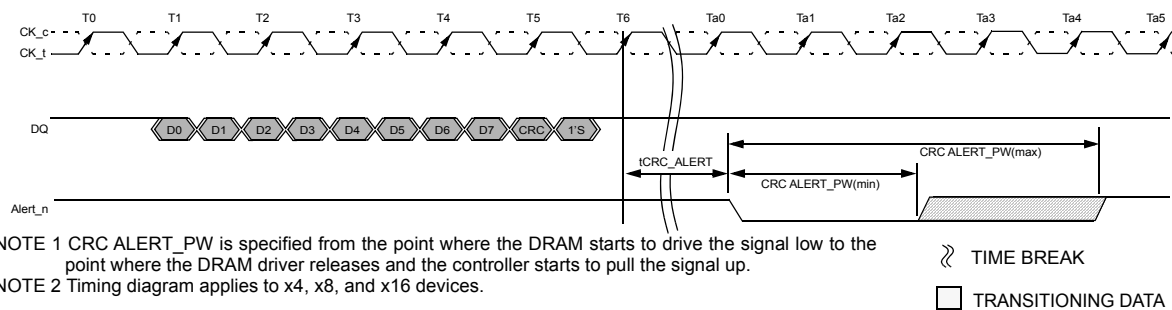 T0 T1 T2 T3 T4 T5 T6 Ta0 Ta1 Ta2 Ta3 Ta4 Ta5
CK_c
CK_t
DQ D0 D1 D2 D3 D4 D5 D6 D7 CRC 1'S
CRC ALERT_PW(max)
tCRC_ALERT
CRC ALERT_PW(min)
Alert_n
NOTE 1 CRC ALERT_PW is specified from the point where the DRAM starts to drive the signal low to the
point where the DRAM driver releases and the controller starts to pull the signal up.
NOTE 2 Timing diagram applies to x4, x8, and x16 devices.
TIME BREAK
TRANSITIONING DATA